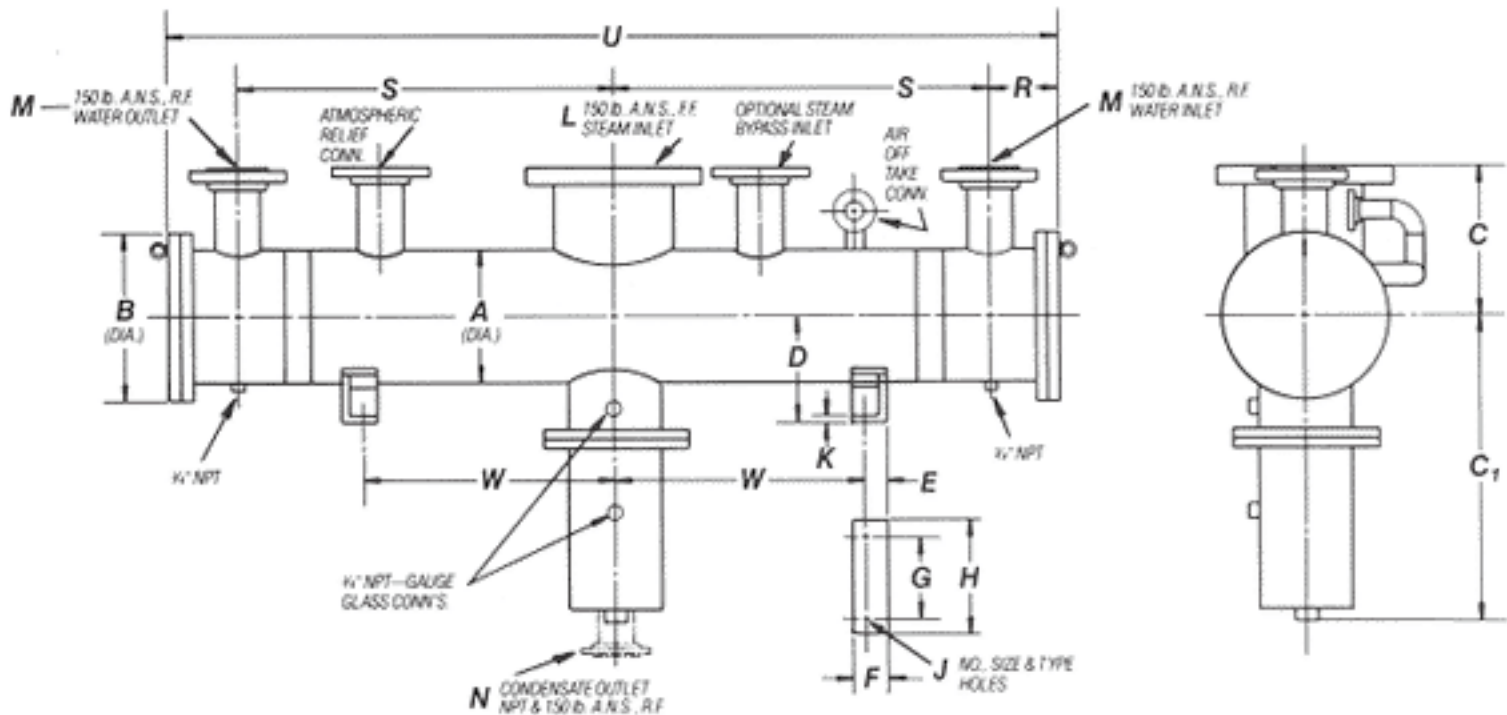 U
S
S
R
M
150 lb. A.N.S., R.F.
WATER OUTLET
ATMOSPHERIC
RELIEF
CONN.
L
150 lb. A.N.S., F.F.
STEAM INLET
OPTIONAL STEAM
BYPASS INLET
AIR
OFF
TAKE
CONN.
M
150 lb. A.N.S., R.F.
WATER INLET
B
(DIA.)
A
(DIA.)
D
C
K
C1
NPT
W
W
E
NPT
NPT—GAUGE
GLASS CONN'S.
G
H
F
J
NO., SIZE & TYPE
HOLES
N
CONDENSATE OUTLET
NPT & 150 lb. A.N.S., R.F.